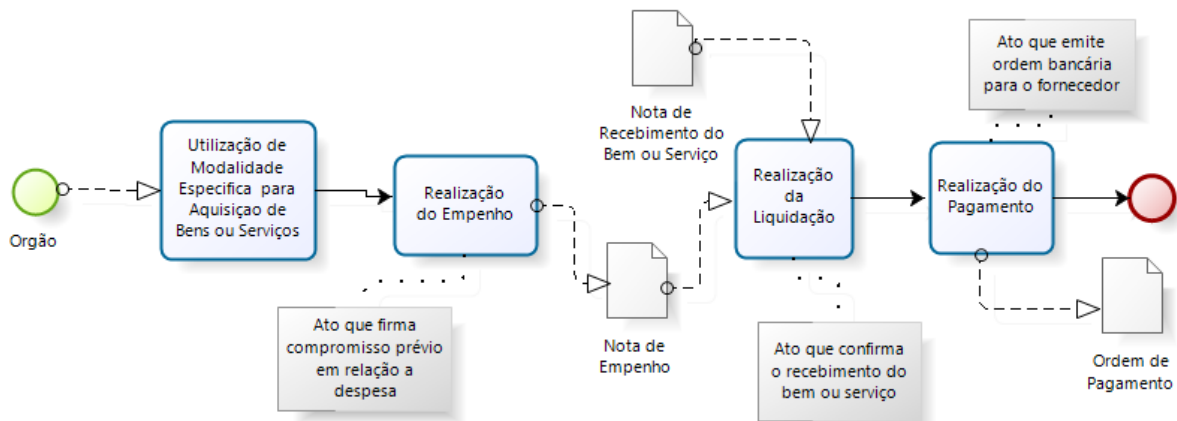 Orgão
Utilização de
Modalidade
Especifica para
Aquisiçao de
Bens ou Serviços
Realização
do Empenho
Ato que firma
compromisso prévio
em relação a
despesa
Nota de
Empenho
Nota de
Recebimento do
Bem ou Serviço
Realização
da
Liquidação
Ato que confirma
o recebimento do
bem ou serviço
Ato que emite
ordem bancária
para o fornecedor
Realização do
Pagamento
Ordem de
Pagamento